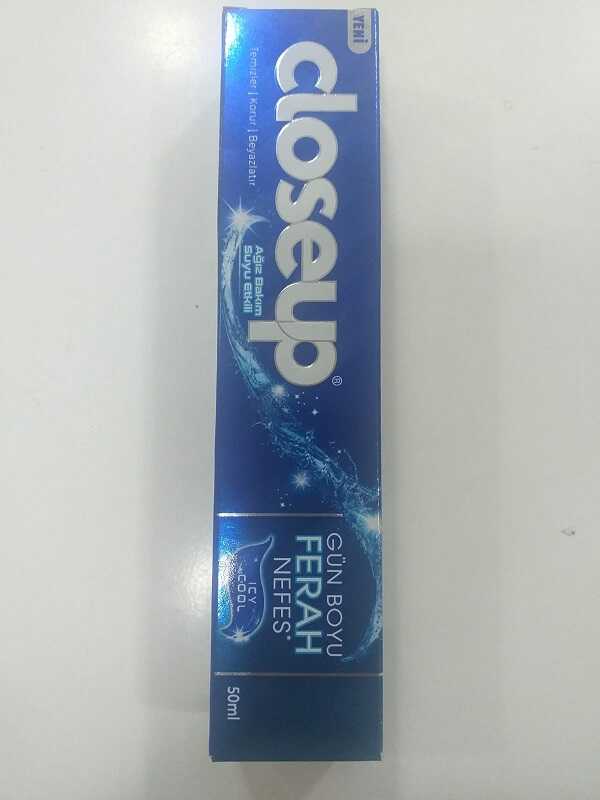 YENİ
closeup®
Temizler | Korur | Beyazlatır
Ağız Bakım
Suyu Etkili
GÜN BOYU
FERAH
NEFES*
ICY
COOL
50ml